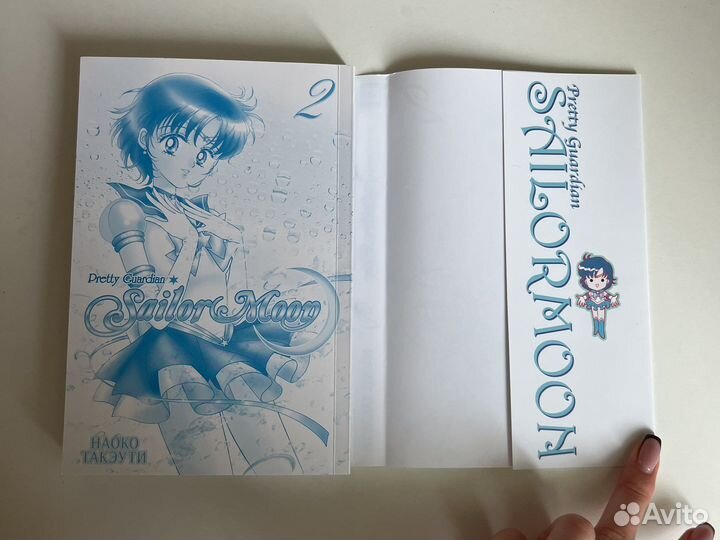 2
Pretty Guardian
Sailor Moon
НАОКО
ТАКЭУТИ
Pretty Guardian
SAILORMOON
Avito